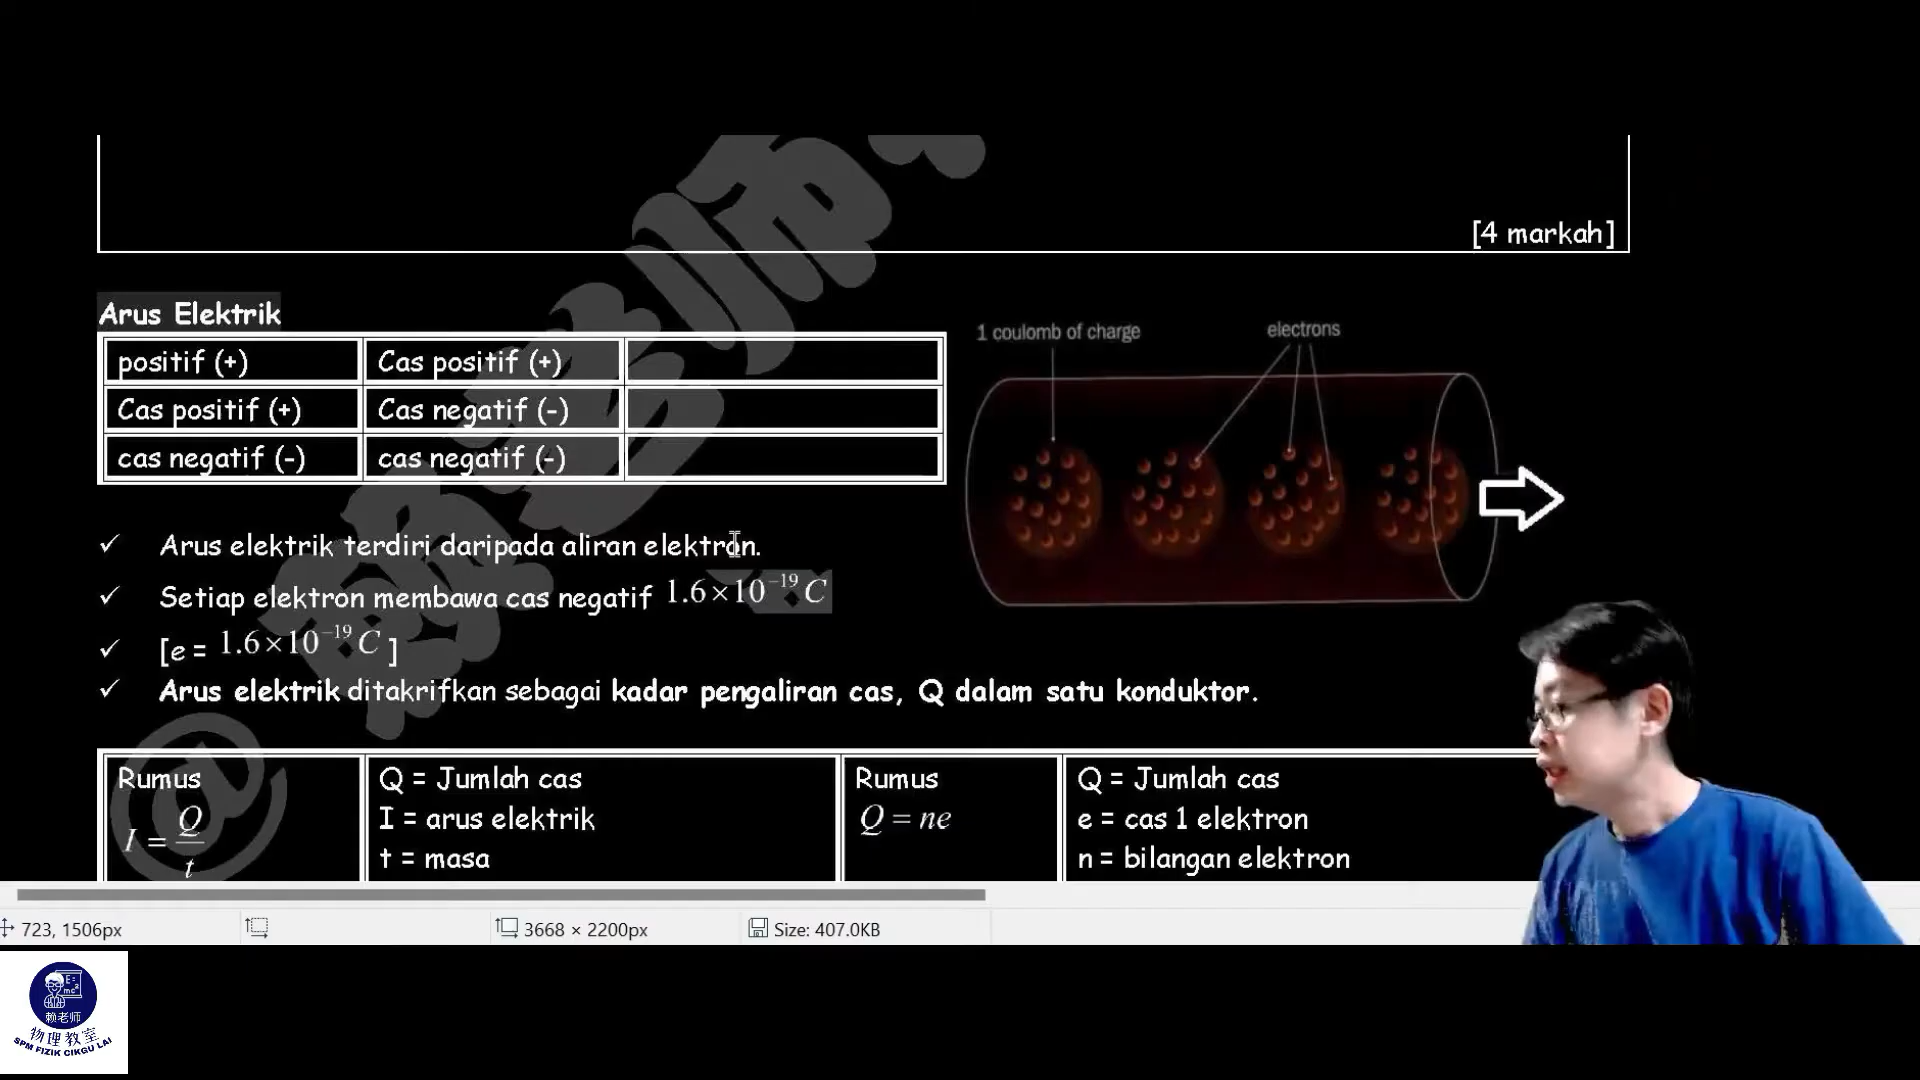 [4 markah]
Arus Elektrik
positif (+) Cas positif (+)
Cas positif (+) Cas negatif (-)
cas negatif (-) cas negatif (-)
1 coulomb of charge electrons
✓ Arus elektrik terdiri daripada aliran elektron.
✓ Setiap elektron membawa cas negatif 1.6×10⁻¹⁹ C
✓ [e = 1.6×10⁻¹⁹ C ]
✓ Arus elektrik ditakrifkan sebagai kadar pengaliran cas, Q dalam satu konduktor.
Rumus
I = Q/t
Q = Jumlah cas
I = arus elektrik
t = masa
Rumus
Q = ne
Q = Jumlah cas
e = cas 1 elektron
n = bilangan elektron
723, 1506px 3668 × 2200px Size: 407.0KB
赖老师
物理教室
SPM FIZIK CIKGU LAI